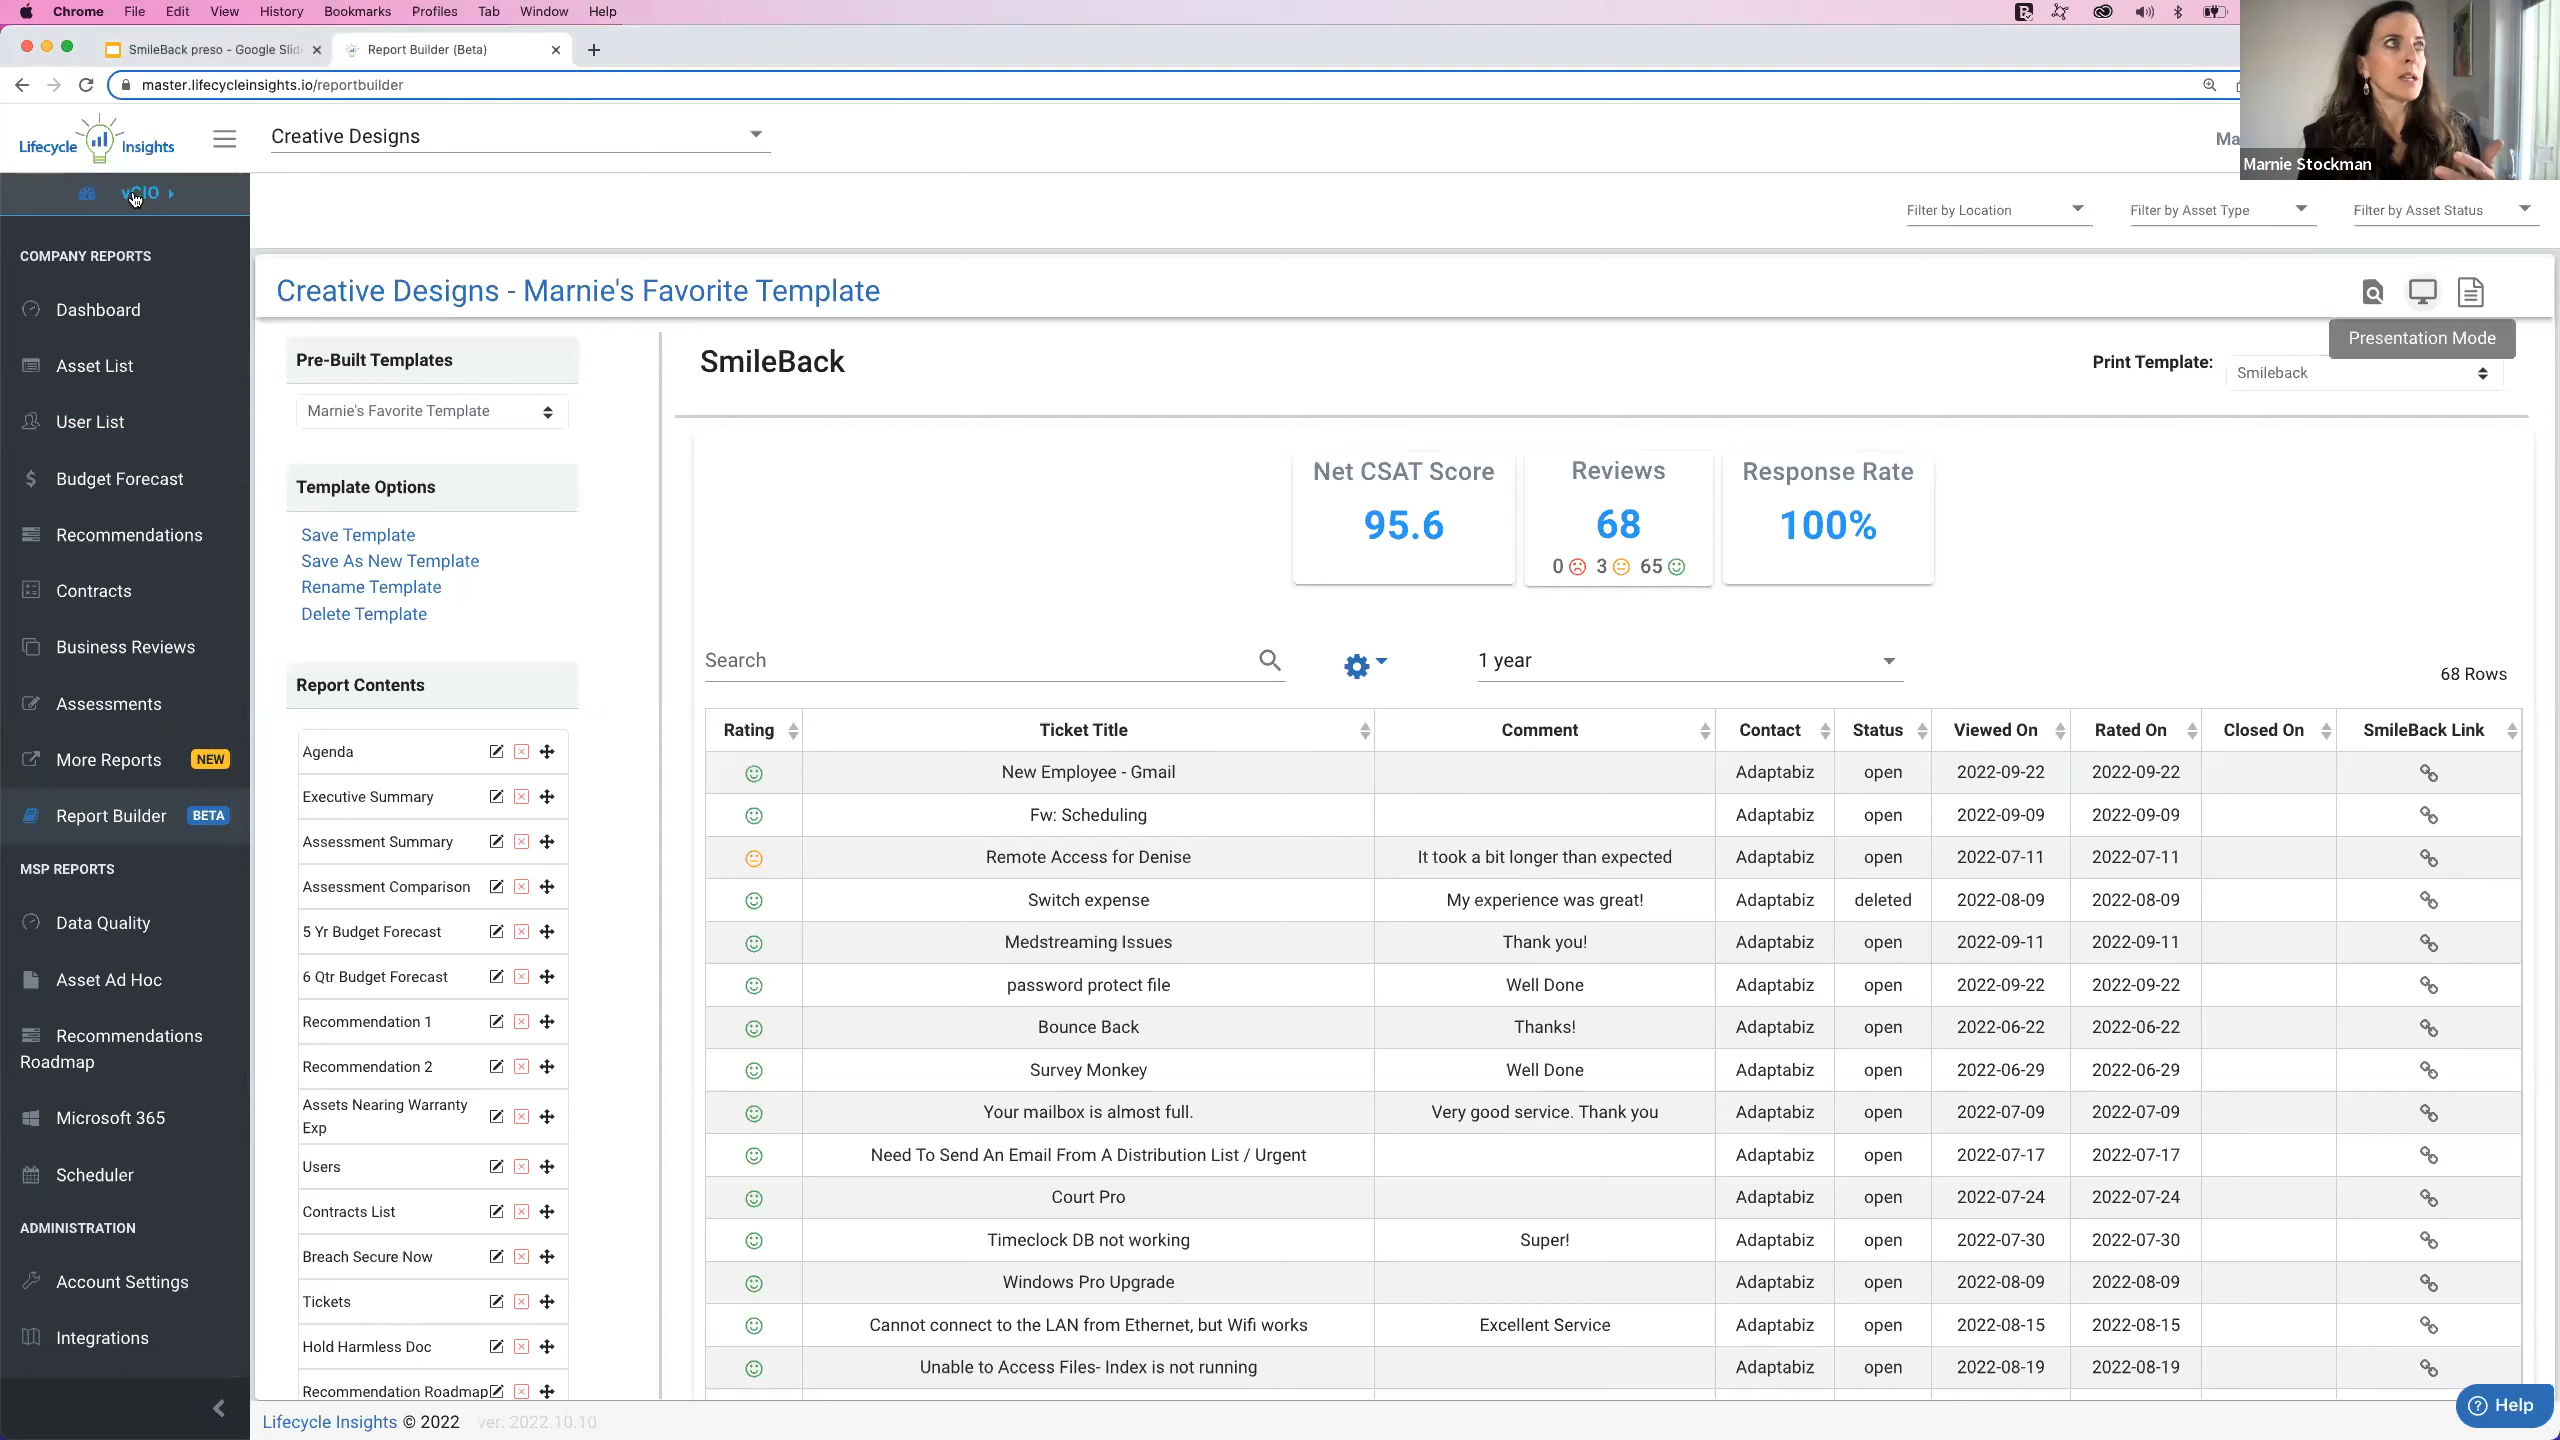 Chrome File Edit View History Bookmarks Profiles Tab Window Help
SmileBack preso - Google Slid
Report Builder (Beta)
master.lifecycleinsights.io/reportbuilder
Lifecycle Insights
Creative Designs
Ma
Marnie Stockman
vCIO
Filter by Location
Filter by Asset Type
Filter by Asset Status
COMPANY REPORTS
Dashboard
Asset List
User List
Budget Forecast
Recommendations
Contracts
Business Reviews
Assessments
More Reports NEW
Report Builder BETA
MSP REPORTS
Data Quality
Asset Ad Hoc
Recommendations
Roadmap
Microsoft 365
Scheduler
ADMINISTRATION
Account Settings
Integrations
Creative Designs - Marnie's Favorite Template
Presentation Mode
Pre-Built Templates
Marnie's Favorite Template
Template Options
Save Template
Save As New Template
Rename Template
Delete Template
Report Contents
Agenda
Executive Summary
Assessment Summary
Assessment Comparison
5 Yr Budget Forecast
6 Qtr Budget Forecast
Recommendation 1
Recommendation 2
Assets Nearing Warranty
Exp
Users
Contracts List
Breach Secure Now
Tickets
Hold Harmless Doc
Recommendation Roadmap
SmileBack
Print Template:
Smileback
Net CSAT Score
95.6
Reviews
68
0 3 65
Response Rate
100%
Search
1 year
68 Rows
Rating Ticket Title Comment Contact Status Viewed On Rated On Closed On SmileBack Link
New Employee - Gmail Adaptabiz open 2022-09-22 2022-09-22
Fw: Scheduling Adaptabiz open 2022-09-09 2022-09-09
Remote Access for Denise It took a bit longer than expected Adaptabiz open 2022-07-11 2022-07-11
Switch expense My experience was great! Adaptabiz deleted 2022-08-09 2022-08-09
Medstreaming Issues Thank you! Adaptabiz open 2022-09-11 2022-09-11
password protect file Well Done Adaptabiz open 2022-09-22 2022-09-22
Bounce Back Thanks! Adaptabiz open 2022-06-22 2022-06-22
Survey Monkey Well Done Adaptabiz open 2022-06-29 2022-06-29
Your mailbox is almost full. Very good service. Thank you Adaptabiz open 2022-07-09 2022-07-09
Need To Send An Email From A Distribution List / Urgent Adaptabiz open 2022-07-17 2022-07-17
Court Pro Adaptabiz open 2022-07-24 2022-07-24
Timeclock DB not working Super! Adaptabiz open 2022-07-30 2022-07-30
Windows Pro Upgrade Adaptabiz open 2022-08-09 2022-08-09
Cannot connect to the LAN from Ethernet, but Wifi works Excellent Service Adaptabiz open 2022-08-15 2022-08-15
Unable to Access Files- Index is not running Adaptabiz open 2022-08-19 2022-08-19
Lifecycle Insights © 2022 ver: 2022.10.10
Help